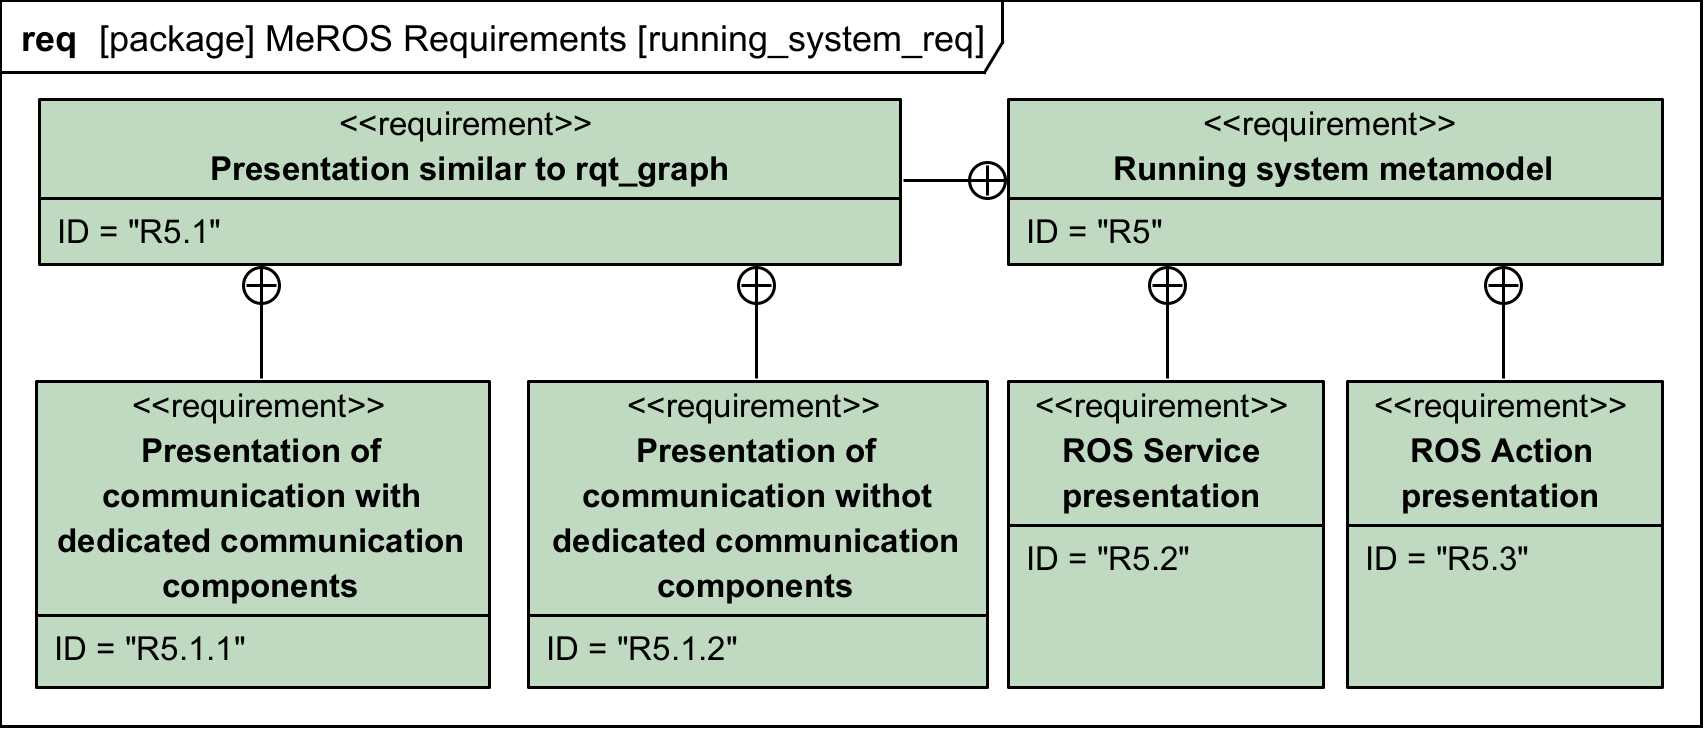 req [package] MeROS Requirements [running_system_req]
<<requirement>>
Presentation similar to rqt_graph
ID = "R5.1"
<<requirement>>
Running system metamodel
ID = "R5"
<<requirement>>
Presentation of
communication with
dedicated communication
components
ID = "R5.1.1"
<<requirement>>
Presentation of
communication withot
dedicated communication
components
ID = "R5.1.2"
<<requirement>>
ROS Service
presentation
ID = "R5.2"
<<requirement>>
ROS Action
presentation
ID = "R5.3"